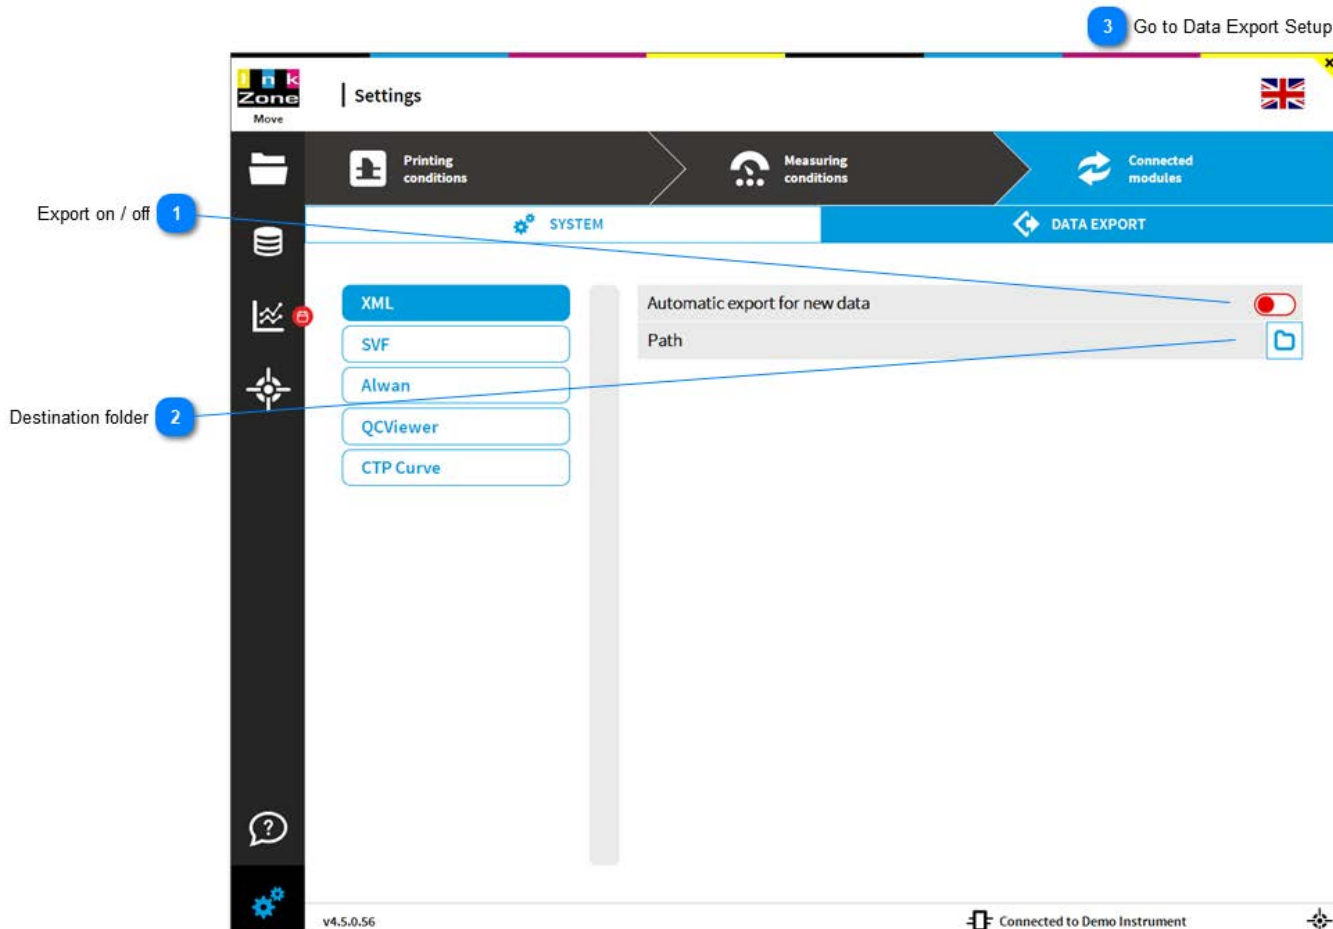 3 Go to Data Export Setup
Ink
Zone
Move
Settings
Printing
conditions
Measuring
conditions
Connected
modules
Export on / off 1
SYSTEM
DATA EXPORT
XML
Automatic export for new data
SVF
Path
Alwan
Destination folder 2
QCViewer
CTP Curve
?
v4.5.0.56
Connected to Demo Instrument